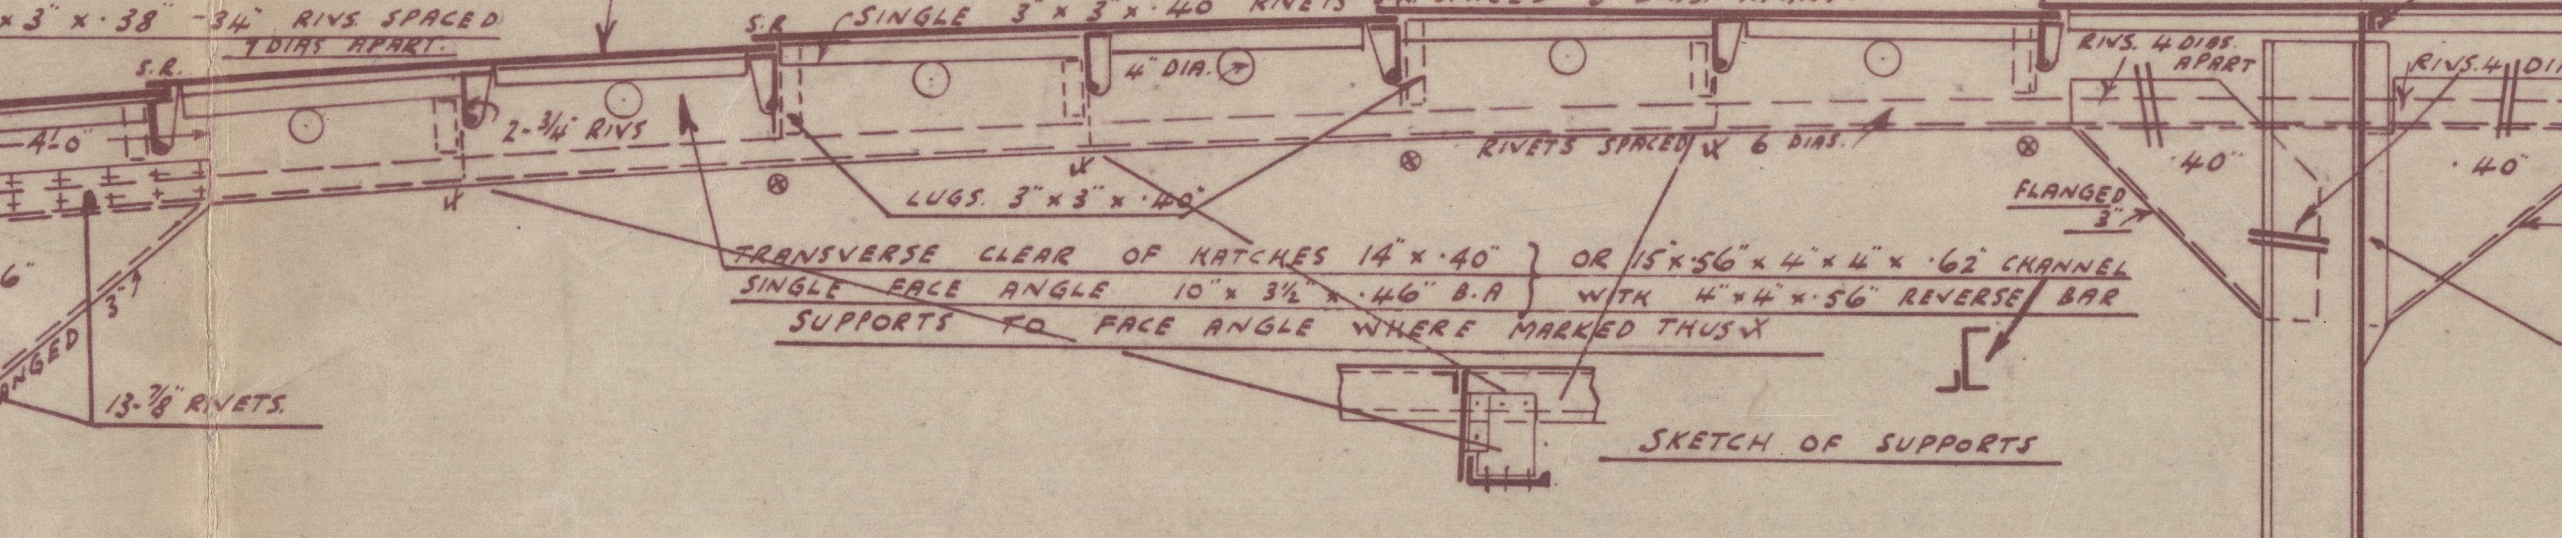 x 3" x .38" - 3/4" RIVS. SPACED
7 DIAS APART.
S.R.
S.R.
SINGLE 3" x 3" x .40"
RIVS. 4 DIAS.
APART
RIVS. 4
4" DIA.
2 - 3/4" RIVS
4'-0"
RIVETS SPACED X 6 DIAS.
.40"
.40"
X
X
LUGS. 3" x 3" x .40"
FLANGED
3"
6"
3"
TRANSVERSE CLEAR OF HATCHES 14" x .40" } OR 15" x .56" x 4" x 4" x .62" CHANNEL
SINGLE FACE ANGLE 10" x 3½" x .46" B.A } WITH 4" x 4" x .56" REVERSE BAR
SUPPORTS TO FACE ANGLE WHERE MARKED THUS X
ANGED
13 - 7/8" RIVETS.
SKETCH OF SUPPORTS